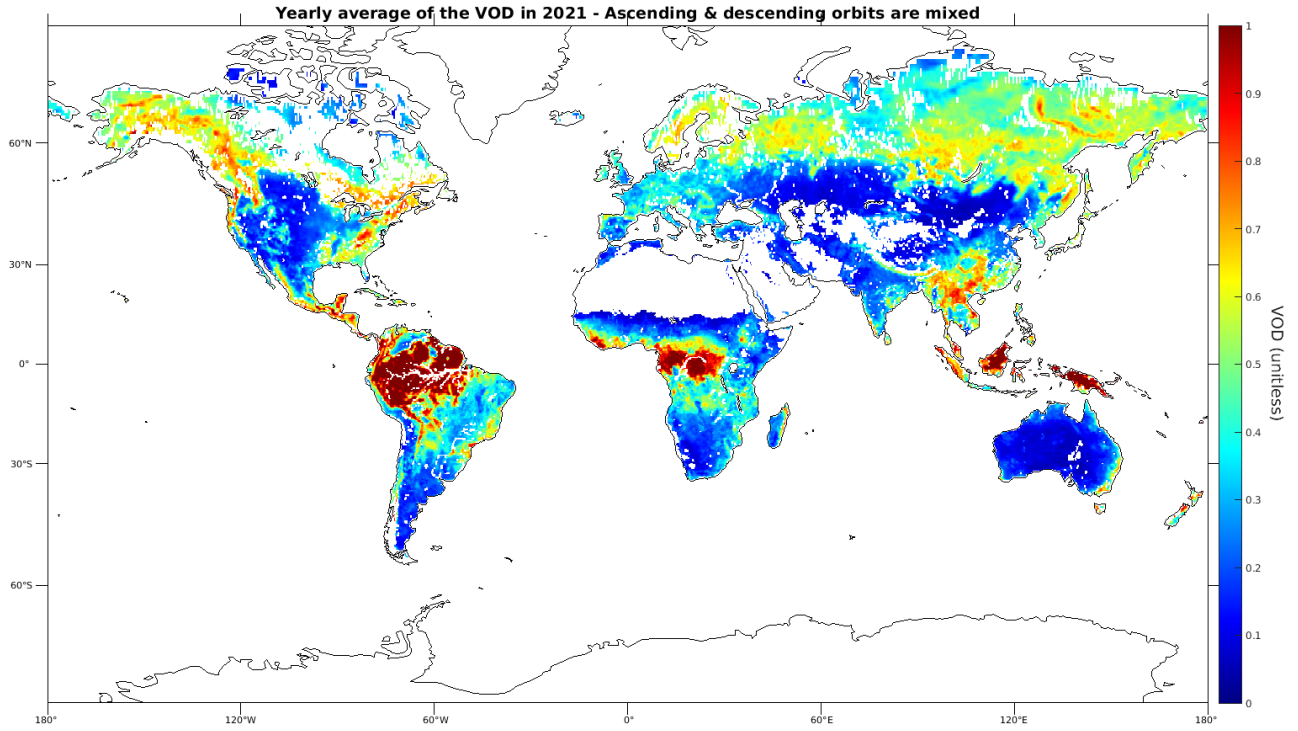 Yearly average of the VOD in 2021 - Ascending & descending orbits are mixed
60°N
30°N
0°
30°S
60°S
180°
120°W
60°W
0°
60°E
120°E
180°
1
0.9
0.8
0.7
0.6
0.5
0.4
0.3
0.2
0.1
0
VOD (unitless)